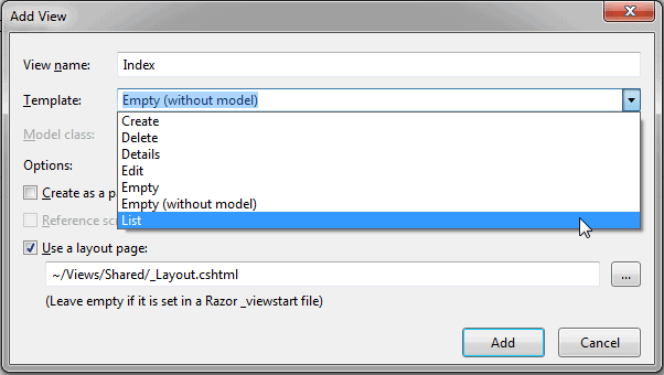 Add View
View name:
Index
Template:
Empty (without model)
Create
Model class:
Delete
Details
Options:
Edit
Empty
Create as a p
Empty (without model)
Reference scr
List
Use a layout page:
~/Views/Shared/_Layout.cshtml
...
(Leave empty if it is set in a Razor _viewstart file)
Add
Cancel